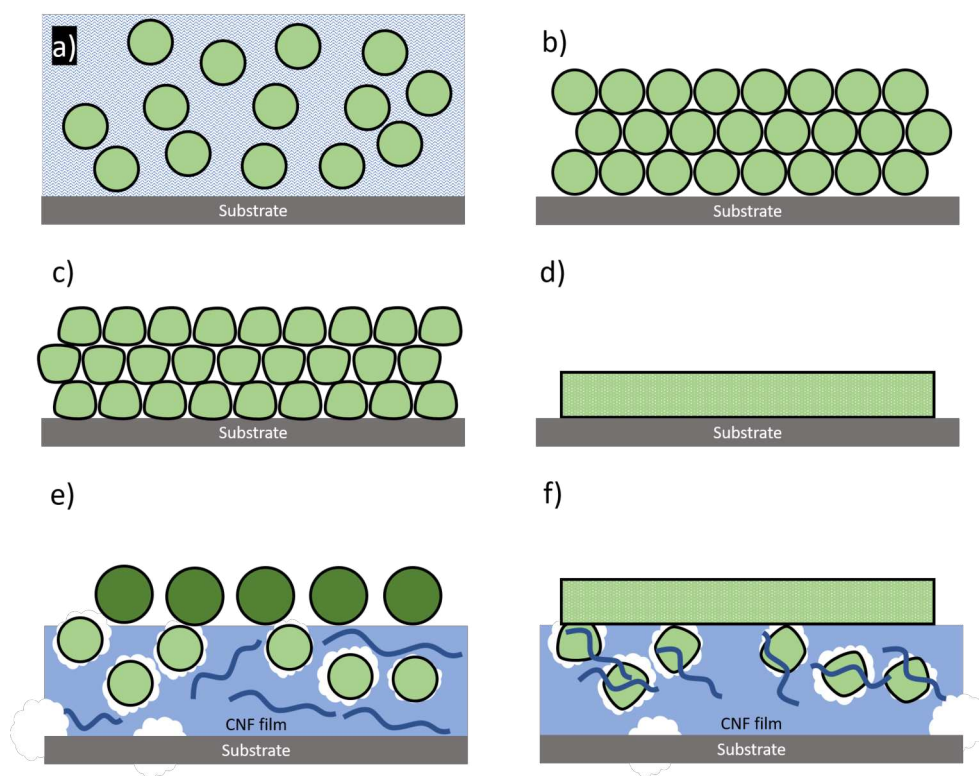 a)
b)
Substrate
Substrate
c)
d)
Substrate
Substrate
e)
f)
CNF film
CNF film
Substrate
Substrate